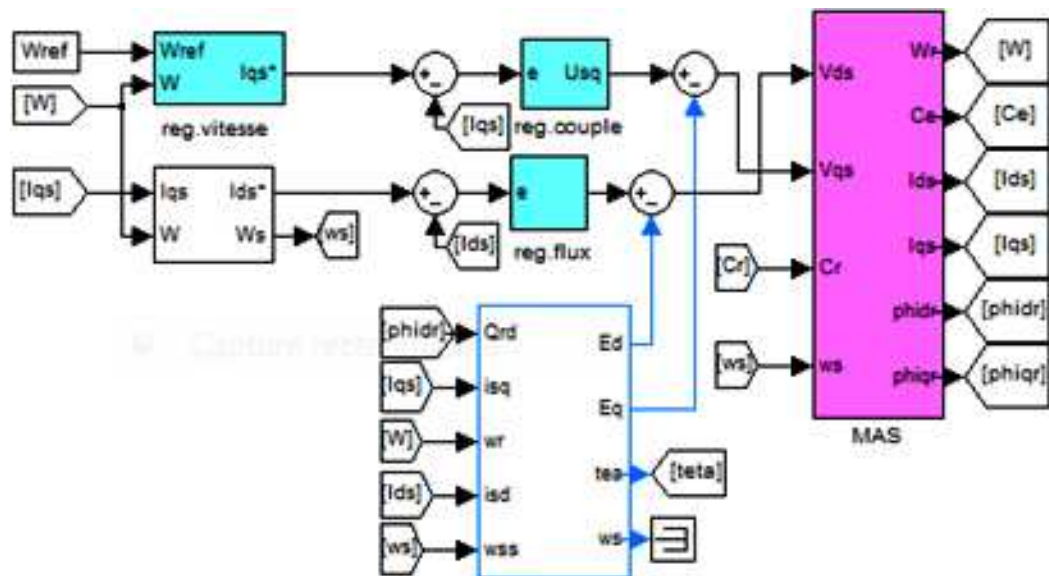 Wref
Wref
W
Iqs*
[W]
reg.vitesse
[Iqs]
Iqs
W
Ids*
Ws
[ws]
+
-
[Iqs]
e
Usq
reg.couple
+
-
+
-
[Ids]
e
reg.flux
+
-
[phidr]
[Iqs]
[W]
[Ids]
[ws]
Qrd
isq
wr
isd
wss
Ed
Eq
tea
ws
[teta]
[Cr]
[ws]
Vds
Vqs
Cr
ws
Wr
Ce
Ids
Iqs
phidr
phiqr
MAS
[W]
[Ce]
[Ids]
[Iqs]
[phidr]
[phiqr]